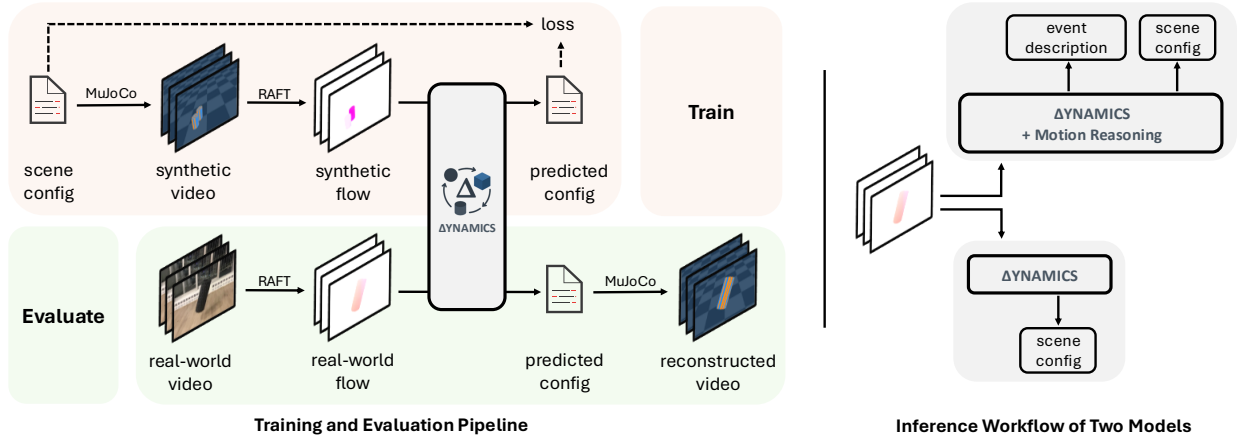 loss
MuJoCo
RAFT
scene
config
synthetic
video
synthetic
flow
predicted
config
Train
ΔYNAMICS
Evaluate
RAFT
MuJoCo
real-world
video
real-world
flow
predicted
config
reconstructed
video
Training and Evaluation Pipeline
event
description
scene
config
ΔYNAMICS
+ Motion Reasoning
ΔYNAMICS
scene
config
Inference Workflow of Two Models